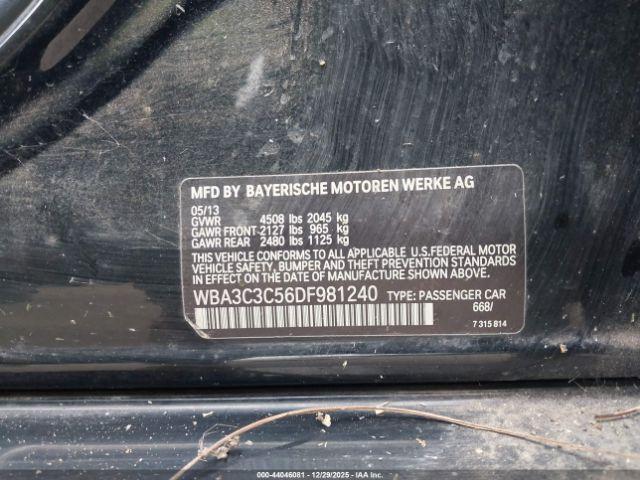 MFD BY BAYERISCHE MOTOREN WERKE AG
05/13
GVWR 4508 lbs 2045 kg
GAWR FRONT 2127 lbs 965 kg
GAWR REAR 2480 lbs 1125 kg
THIS VEHICLE CONFORMS TO ALL APPLICABLE U.S.FEDERAL MOTOR
VEHICLE SAFETY, BUMPER AND THEFT PREVENTION STANDARDS
IN EFFECT ON THE DATE OF MANUFACTURE SHOWN ABOVE.
WBA3C3C56DF981240 TYPE: PASSENGER CAR
668/
7 315 814
000-44046081 - 12/29/2025 - © IAA Solutions, LLC